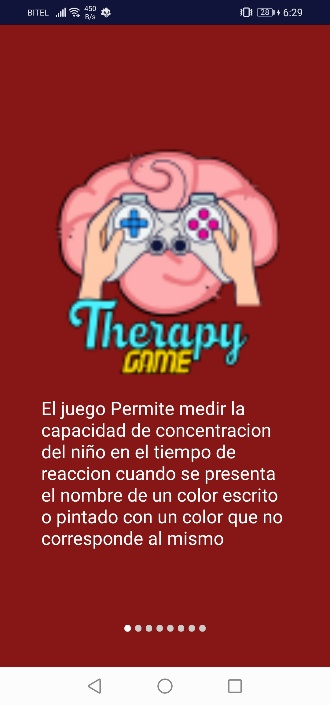 BITEL
450
B/s
28
6:29
Therapy
GAME
El juego Permite medir la
capacidad de concentracion
del niño en el tiempo de
reaccion cuando se presenta
el nombre de un color escrito
o pintado con un color que no
corresponde al mismo